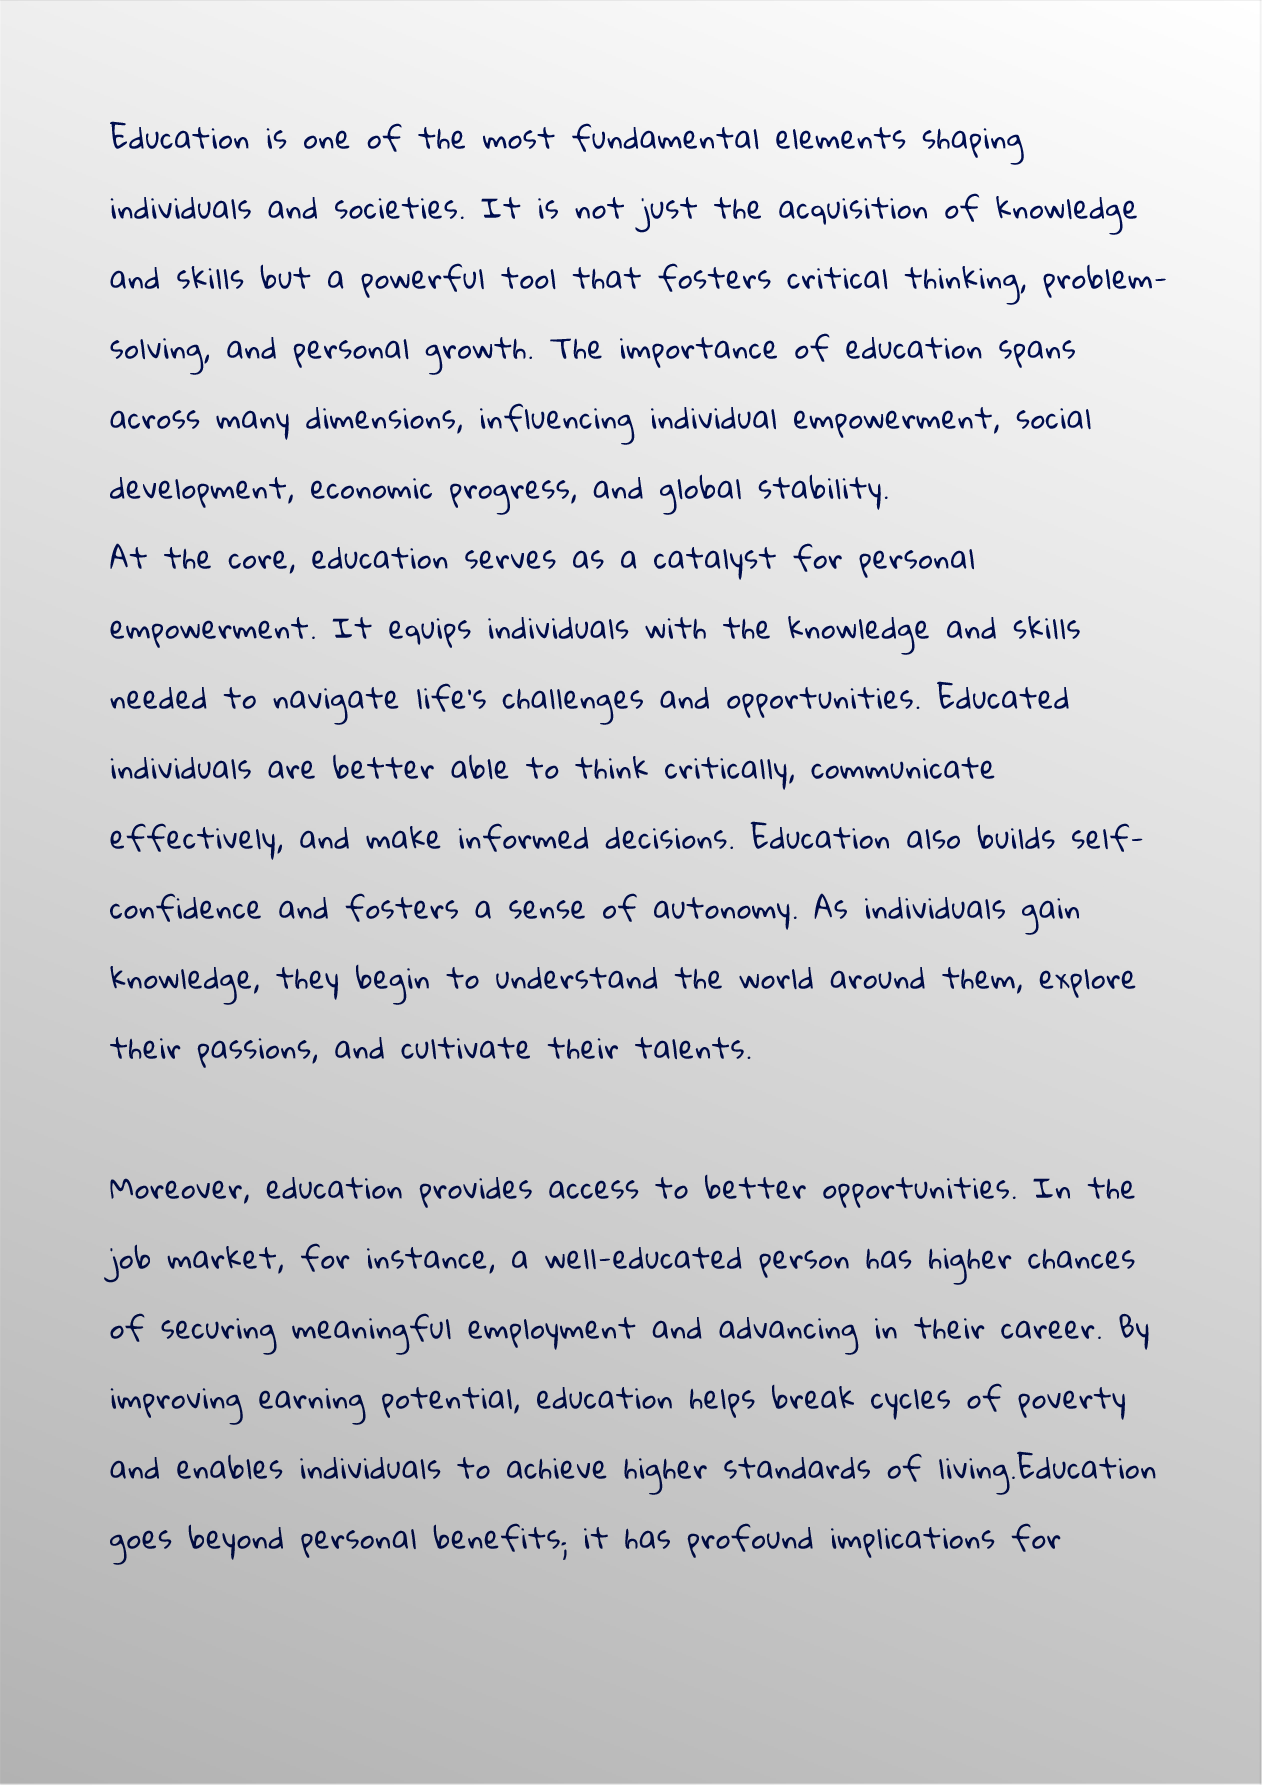 Education is one of the most fundamental elements shaping
individuals and societies. It is not just the acquisition of knowledge
and skills but a powerful tool that fosters critical thinking, problem-
solving, and personal growth. The importance of education spans
across many dimensions, influencing individual empowerment, social
development, economic progress, and global stability.
At the core, education serves as a catalyst for personal
empowerment. It equips individuals with the knowledge and skills
needed to navigate life's challenges and opportunities. Educated
individuals are better able to think critically, communicate
effectively, and make informed decisions. Education also builds self-
confidence and fosters a sense of autonomy. As individuals gain
knowledge, they begin to understand the world around them, explore
their passions, and cultivate their talents.
Moreover, education provides access to better opportunities. In the
job market, for instance, a well-educated person has higher chances
of securing meaningful employment and advancing in their career. By
improving earning potential, education helps break cycles of poverty
and enables individuals to achieve higher standards of living.Education
goes beyond personal benefits; it has profound implications for